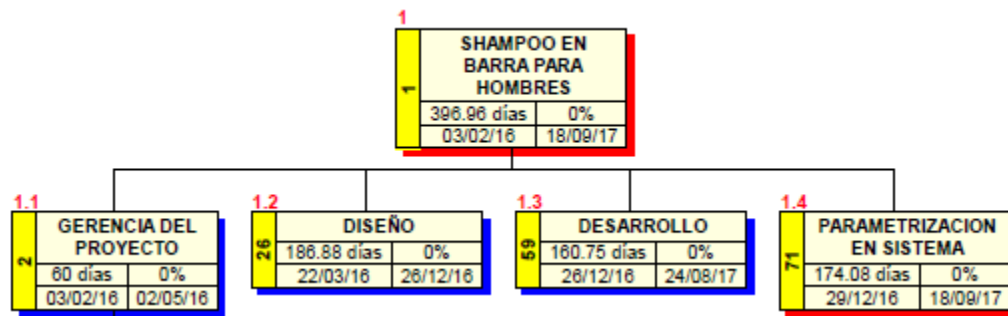 1
SHAMPOO EN
BARRA PARA
HOMBRES
1
396.96 días 0%
03/02/16 18/09/17
1.1
GERENCIA DEL
PROYECTO
2
60 días 0%
03/02/16 02/05/16
1.2
DISEÑO
26
186.88 días 0%
22/03/16 26/12/16
1.3
DESARROLLO
59
160.75 días 0%
26/12/16 24/08/17
1.4
PARAMETRIZACION
EN SISTEMA
71
174.08 días 0%
29/12/16 18/09/17